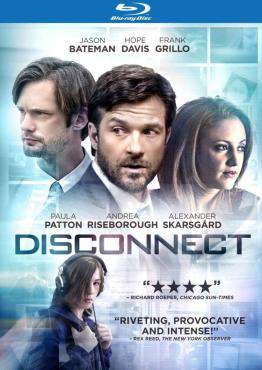 Blu-ray Disc
JASON HOPE FRANK
BATEMAN DAVIS GRILLO
PAULA ANDREA ALEXANDER
PATTON RISEBOROUGH SKARSGÅRD
DISCONNECT
"★★★★"
– RICHARD ROEPER, CHICAGO SUN-TIMES
"RIVETING, PROVOCATIVE
AND INTENSE!"
– REX REED, THE NEW YORK OBSERVER